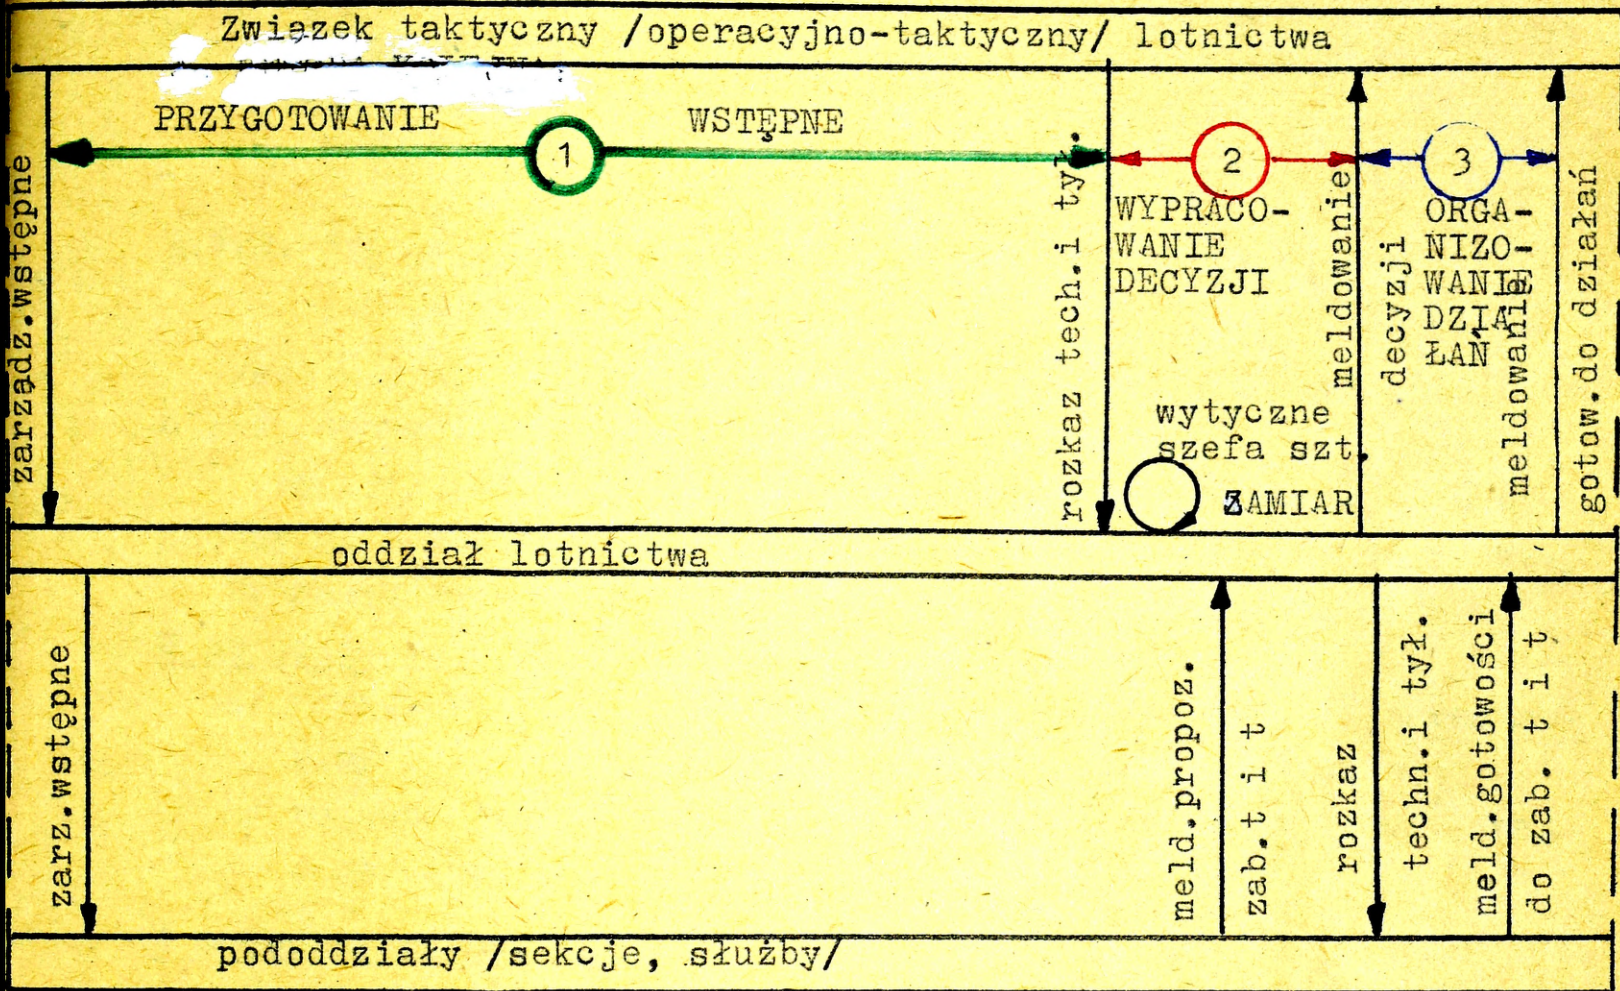 Związek taktyczny /operacyjno-taktyczny/ lotnictwa
PRZYGOTOWANIE
WSTĘPNE
1
2
3
zarządz.wstępne
rozkaz tech.i tył.
WYPRACO-
WANIE
DECYZJI
meldowanie
decyzji
ORGA-
NIZO-
WANIE
DZIA
ŁAŃ
meldowanie
gotow.do działań
wytyczne
szefa szt.
ZAMIAR
oddział lotnictwa
zarz.wstępne
meld.propoz.
zab.t i t
rozkaz
techn.i tył.
meld.gotowości
do zab. t i t
pododdziały /sekcje, służby/